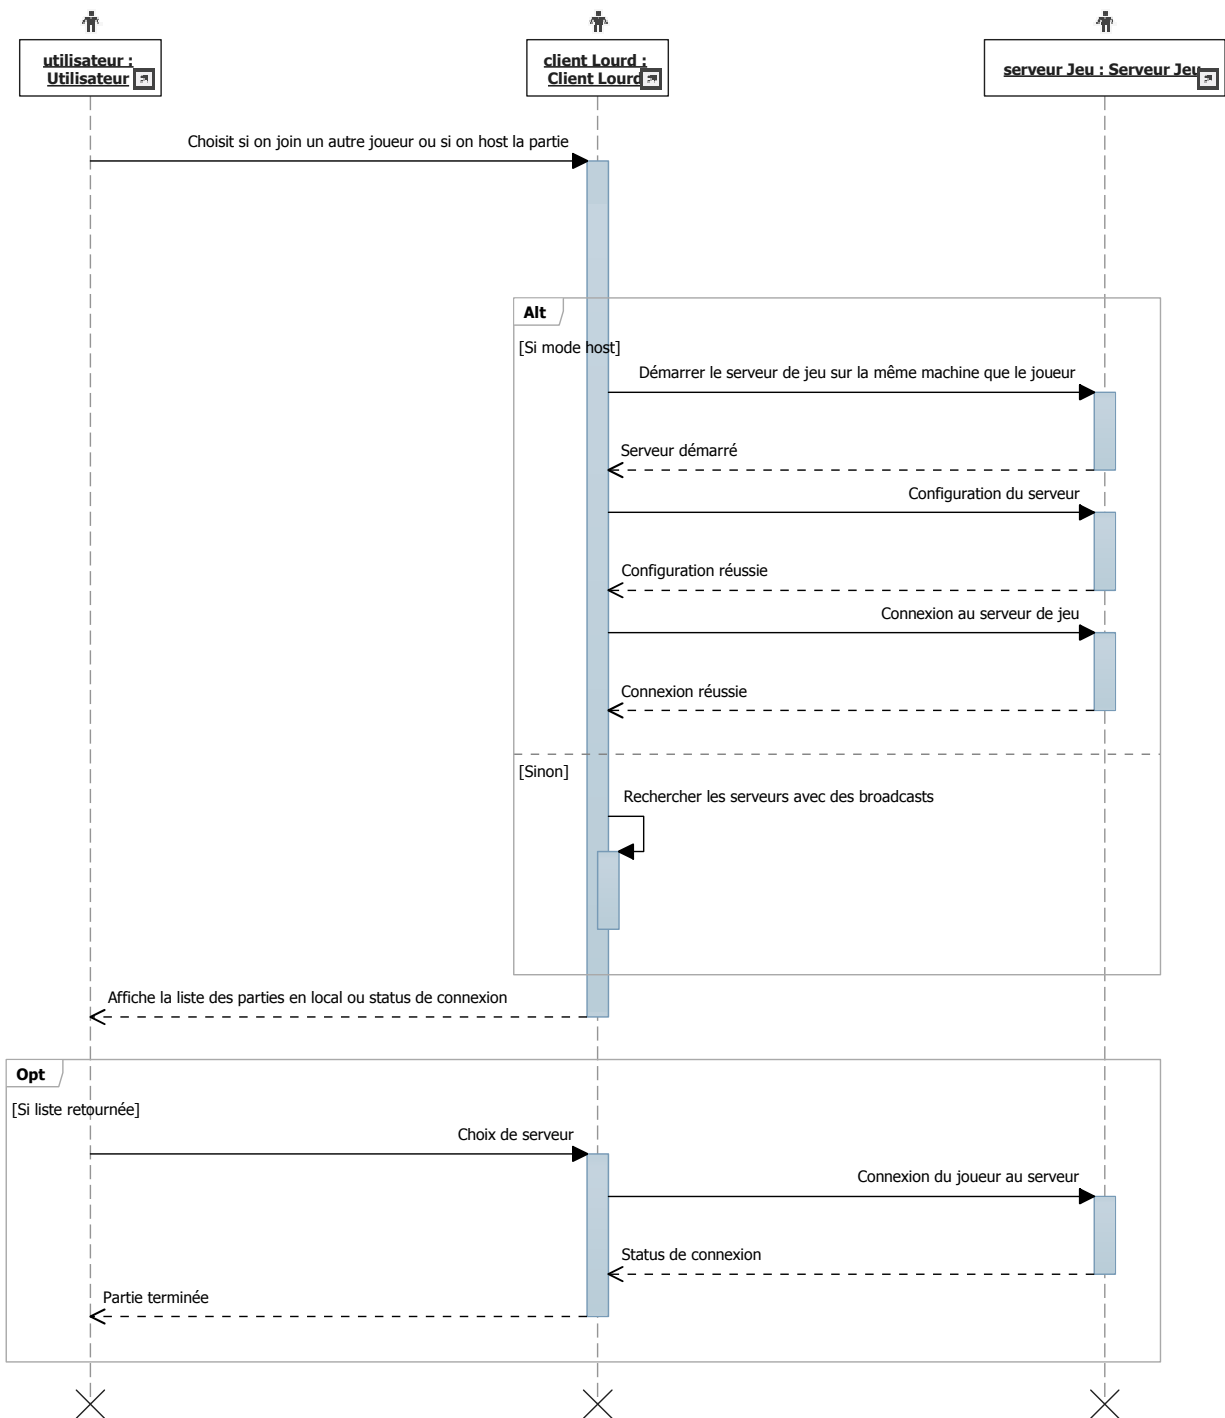 utilisateur :
Utilisateur
client Lourd :
Client Lourd
serveur Jeu : Serveur Jeu
Choisit si on join un autre joueur ou si on host la partie
Alt
[Si mode host]
Démarrer le serveur de jeu sur la même machine que le joueur
Serveur démarré
Configuration du serveur
Configuration réussie
Connexion au serveur de jeu
Connexion réussie
[Sinon]
Rechercher les serveurs avec des broadcasts
Affiche la liste des parties en local ou status de connexion
Opt
[Si liste retournée]
Choix de serveur
Connexion du joueur au serveur
Status de connexion
Partie terminée